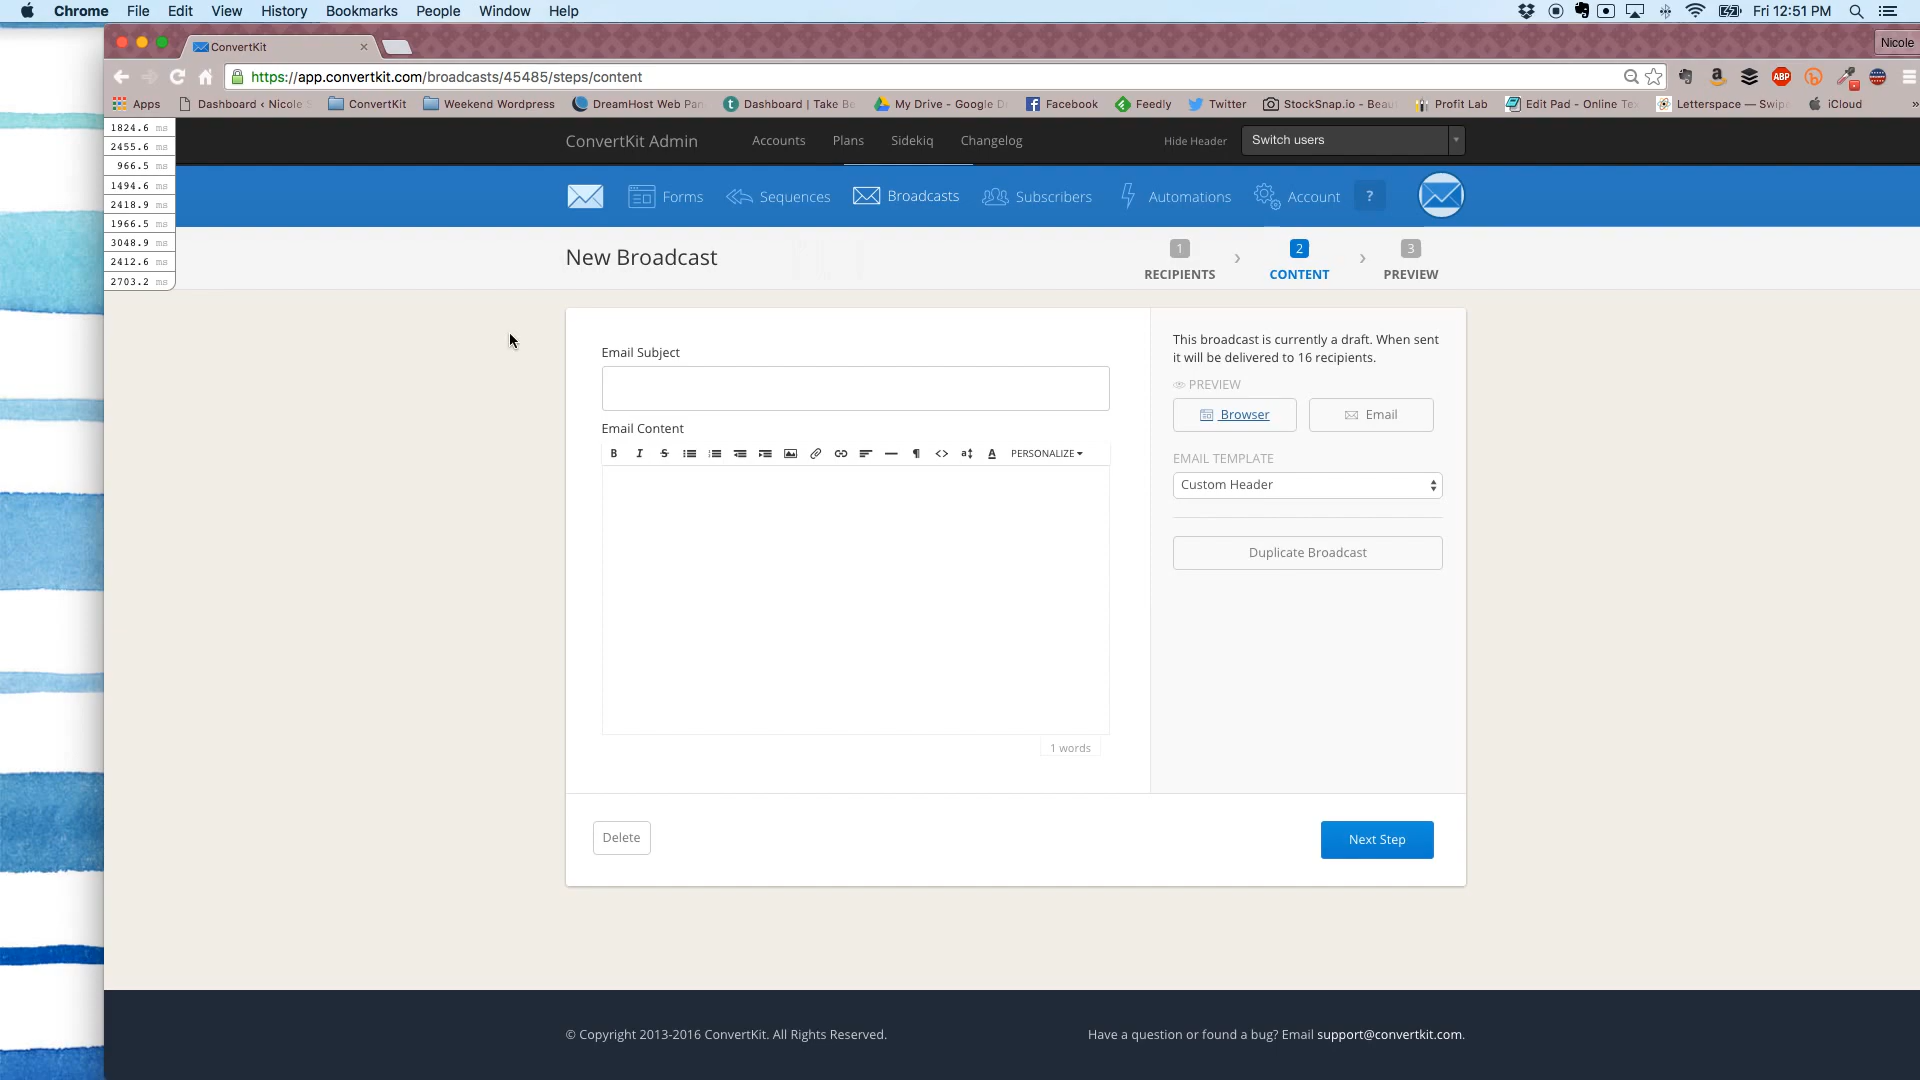 Chrome File Edit View History Bookmarks People Window Help Fri 12:51 PM
ConvertKit
Nicole
https://app.convertkit.com/broadcasts/45485/steps/content
ABP
Apps Dashboard ‹ Nicole ConvertKit Weekend Wordpress DreamHost Web Pan Dashboard | Take Be My Drive - Google D Facebook Feedly Twitter StockSnap.io - Beau Profit Lab Edit Pad - Online Te Letterspace — Swip iCloud »
1824.6 ms
2455.6 ms
966.5 ms
1494.6 ms
2418.9 ms
1966.5 ms
3048.9 ms
2412.6 ms
2703.2 ms
ConvertKit Admin Accounts Plans Sidekiq Changelog Hide Header Switch users
Forms Sequences Broadcasts Subscribers Automations Account ?
New Broadcast
1 2 3
RECIPIENTS CONTENT PREVIEW
Email Subject
Email Content
B I S PERSONALIZE
1 words
This broadcast is currently a draft. When sent
it will be delivered to 16 recipients.
PREVIEW
Browser Email
EMAIL TEMPLATE
Custom Header
Duplicate Broadcast
Delete Next Step
© Copyright 2013-2016 ConvertKit. All Rights Reserved. Have a question or found a bug? Email support@convertkit.com.